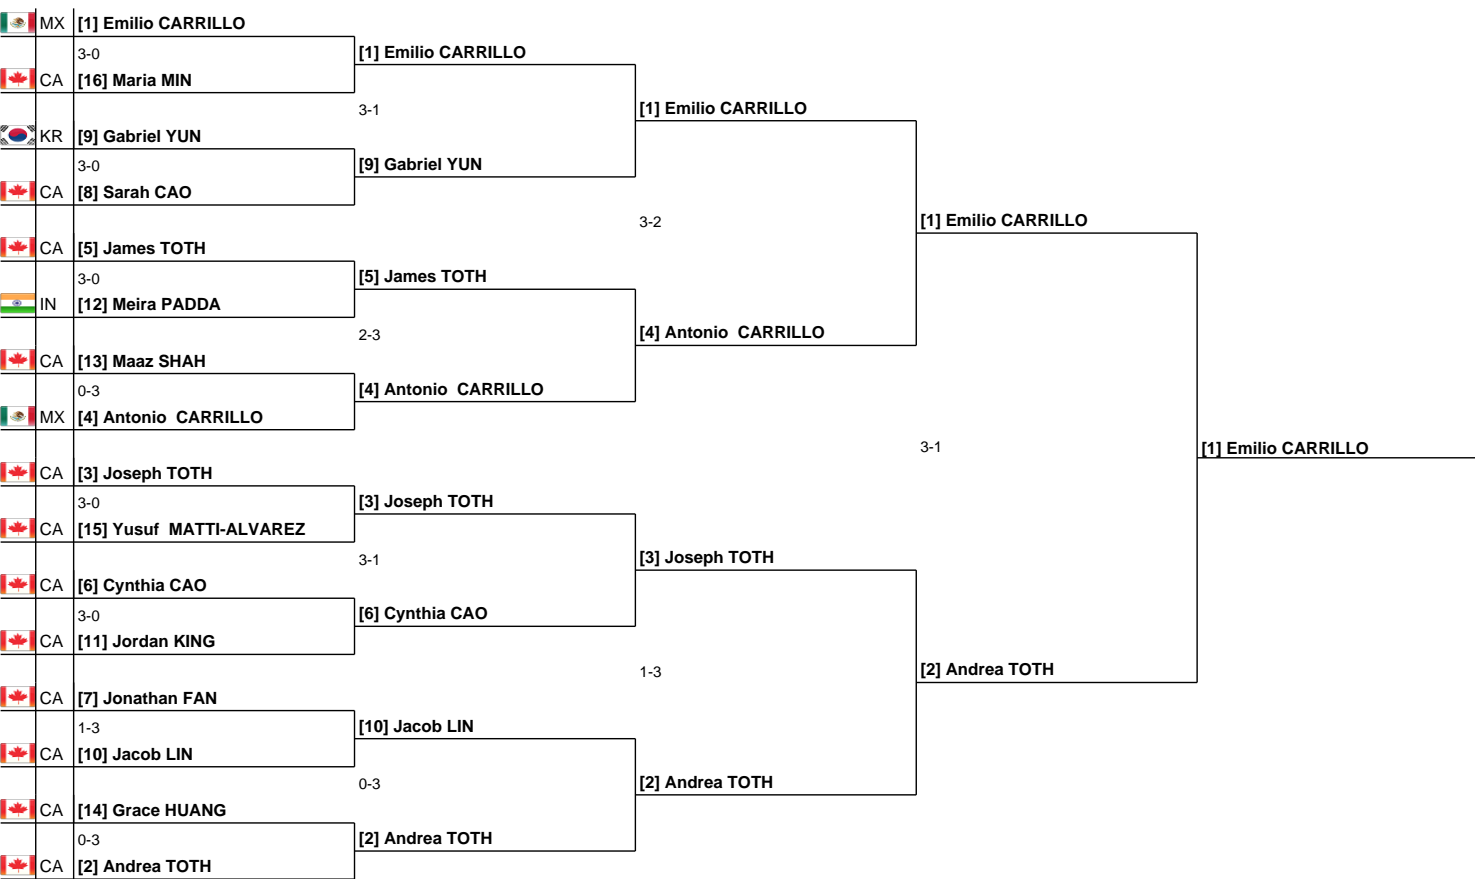 MX [1] Emilio CARRILLO
3-0 [1] Emilio CARRILLO
CA [16] Maria MIN
3-1 [1] Emilio CARRILLO
KR [9] Gabriel YUN
3-0 [9] Gabriel YUN
CA [8] Sarah CAO
3-2 [1] Emilio CARRILLO
CA [5] James TOTH
3-0 [5] James TOTH
IN [12] Meira PADDA
2-3 [4] Antonio CARRILLO
CA [13] Maaz SHAH
0-3 [4] Antonio CARRILLO
MX [4] Antonio CARRILLO
3-1 [1] Emilio CARRILLO
CA [3] Joseph TOTH
3-0 [3] Joseph TOTH
CA [15] Yusuf MATTI-ALVAREZ
3-1 [3] Joseph TOTH
CA [6] Cynthia CAO
3-0 [6] Cynthia CAO
CA [11] Jordan KING
1-3 [2] Andrea TOTH
CA [7] Jonathan FAN
1-3 [10] Jacob LIN
CA [10] Jacob LIN
0-3 [2] Andrea TOTH
CA [14] Grace HUANG
0-3 [2] Andrea TOTH
CA [2] Andrea TOTH